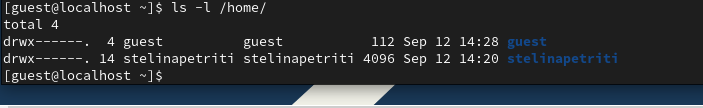 [guest@localhost ~]$ ls -l /home/
total 4
drwx------.  4 guest         guest          112 Sep 12 14:28 guest
drwx------. 14 stelinapetriti stelinapetriti 4096 Sep 12 14:20 stelinapetriti
[guest@localhost ~]$